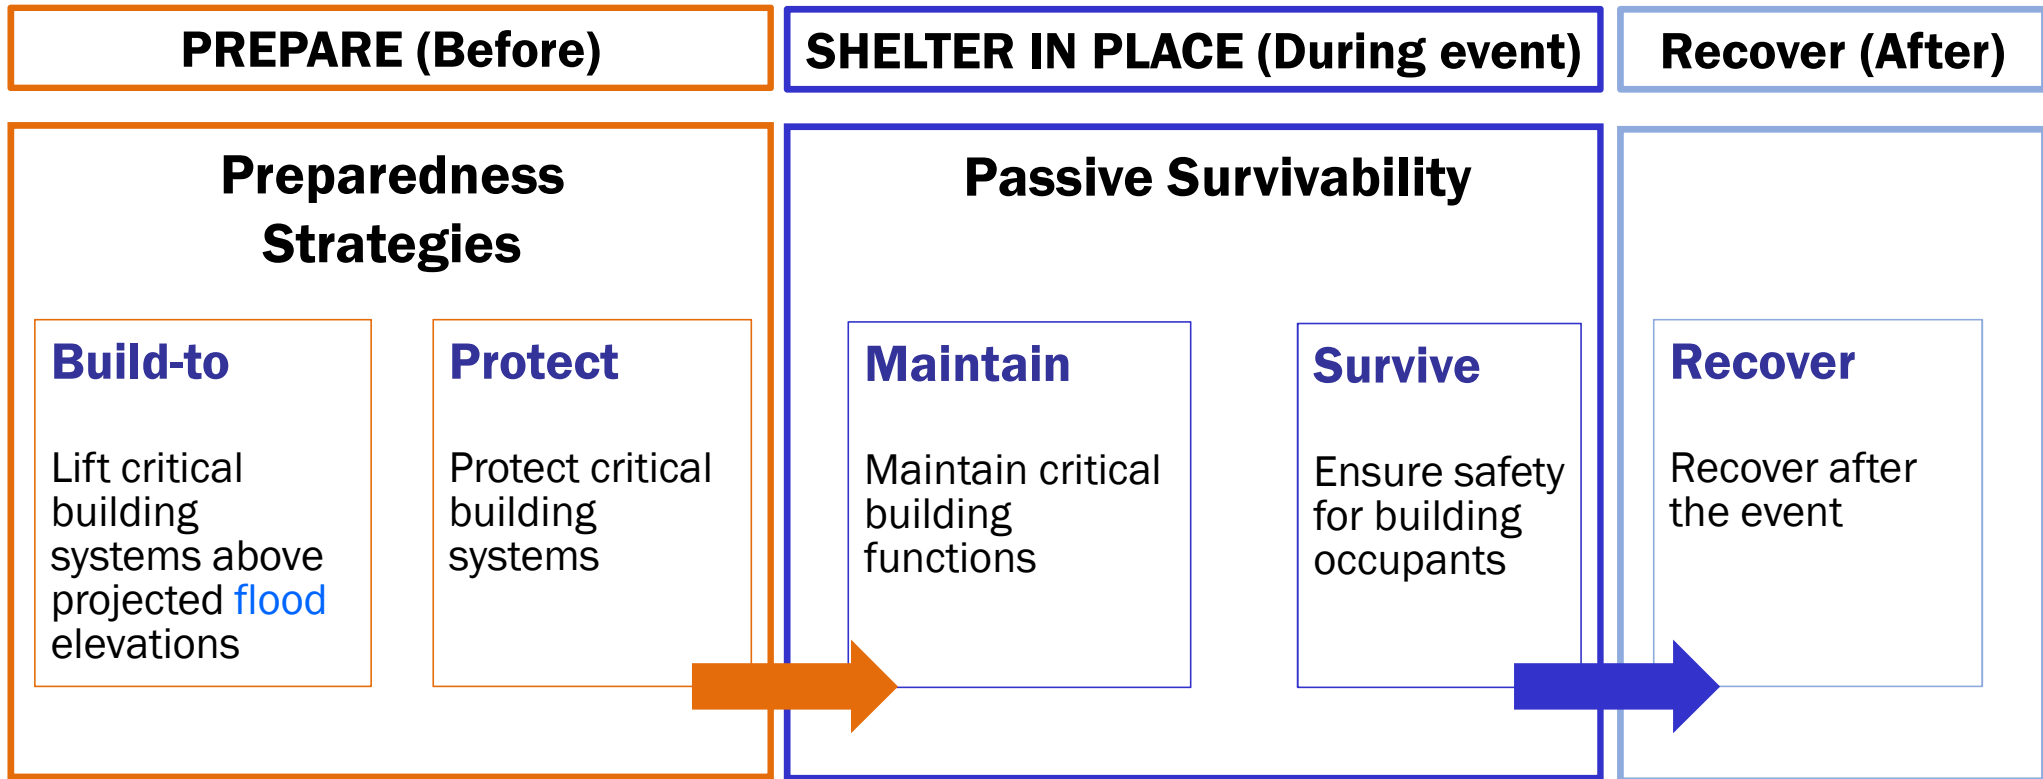 PREPARE (Before)
SHELTER IN PLACE (During event)
Recover (After)
Preparedness
Strategies
Build-to
Lift critical
building
systems above
projected flood
elevations
Protect
Protect critical
building
systems
Passive Survivability
Maintain
Maintain critical
building
functions
Survive
Ensure safety
for building
occupants
Recover
Recover after
the event